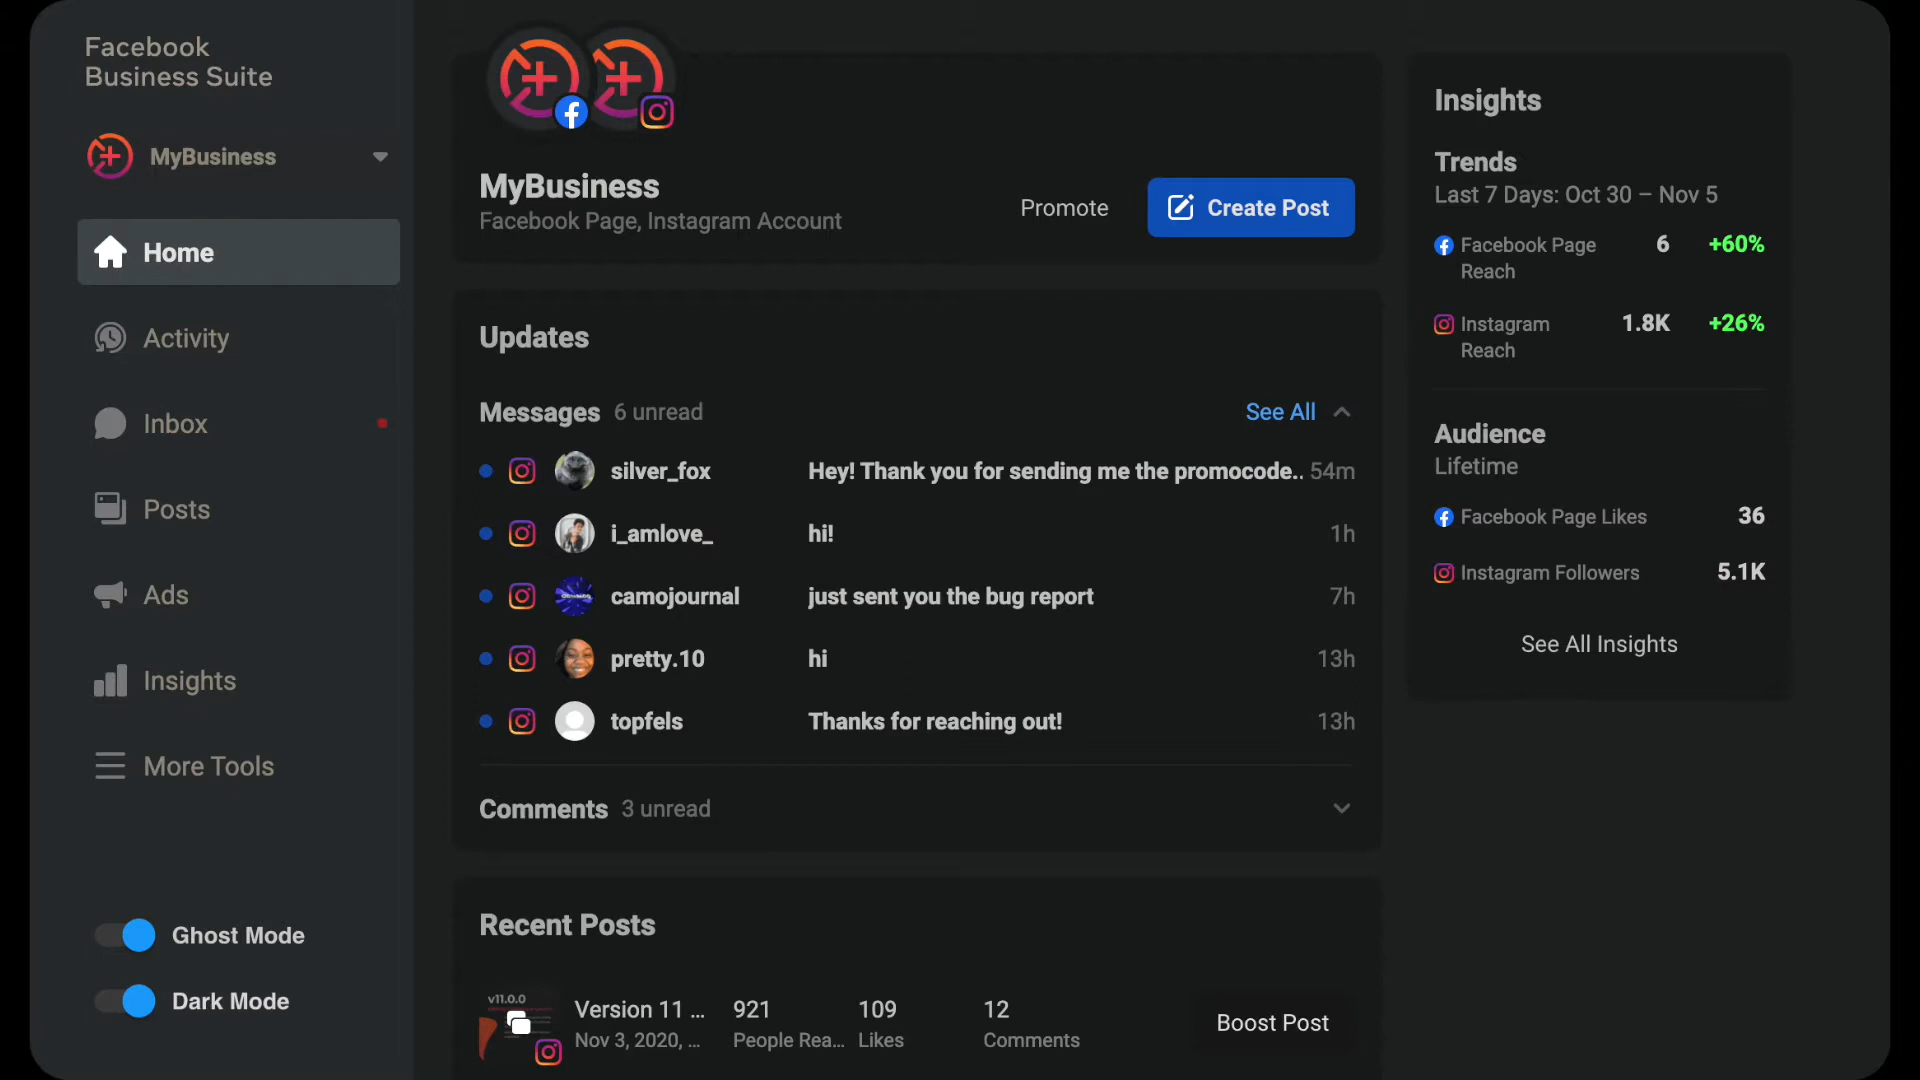 Facebook
Business Suite
MyBusiness
Home
Activity
Inbox
Posts
Ads
Insights
More Tools
Ghost Mode
Dark Mode
MyBusiness
Facebook Page, Instagram Account
Promote
Create Post
Updates
Messages 6 unread
See All
silver_fox Hey! Thank you for sending me the promocode.. 54m
i_amlove_ hi! 1h
camojournal just sent you the bug report 7h
pretty.10 hi 13h
topfels Thanks for reaching out! 13h
Comments 3 unread
Recent Posts
v11.0.0
Version 11 ... 921 109 12
Nov 3, 2020, ... People Rea... Likes Comments
Boost Post
Insights
Trends
Last 7 Days: Oct 30 – Nov 5
Facebook Page 6 +60%
Reach
Instagram 1.8K +26%
Reach
Audience
Lifetime
Facebook Page Likes 36
Instagram Followers 5.1K
See All Insights